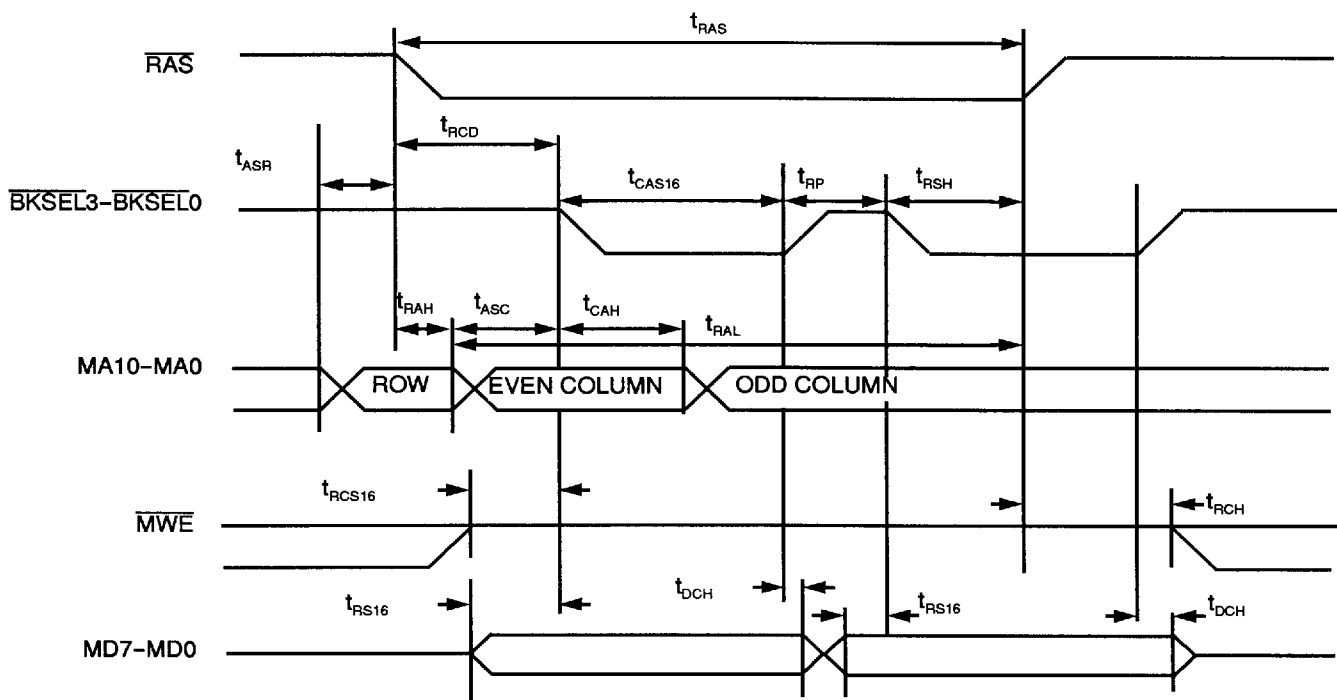 tRAS
RAS
tRCD
tASR
tCAS16
tRP
tRSH
BKSEL3–BKSEL0
tRAH
tASC
tCAH
tRAL
MA10–MA0
ROW
EVEN COLUMN
ODD COLUMN
tRCS16
MWE
tRCH
tRS16
tDCH
tRS16
tDCH
MD7–MD0